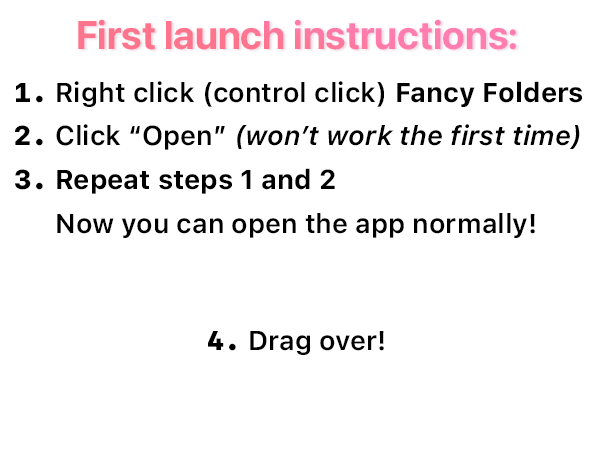 First launch instructions:
1. Right click (control click) Fancy Folders
2. Click “Open” (won’t work the first time)
3. Repeat steps 1 and 2
Now you can open the app normally!
4. Drag over!